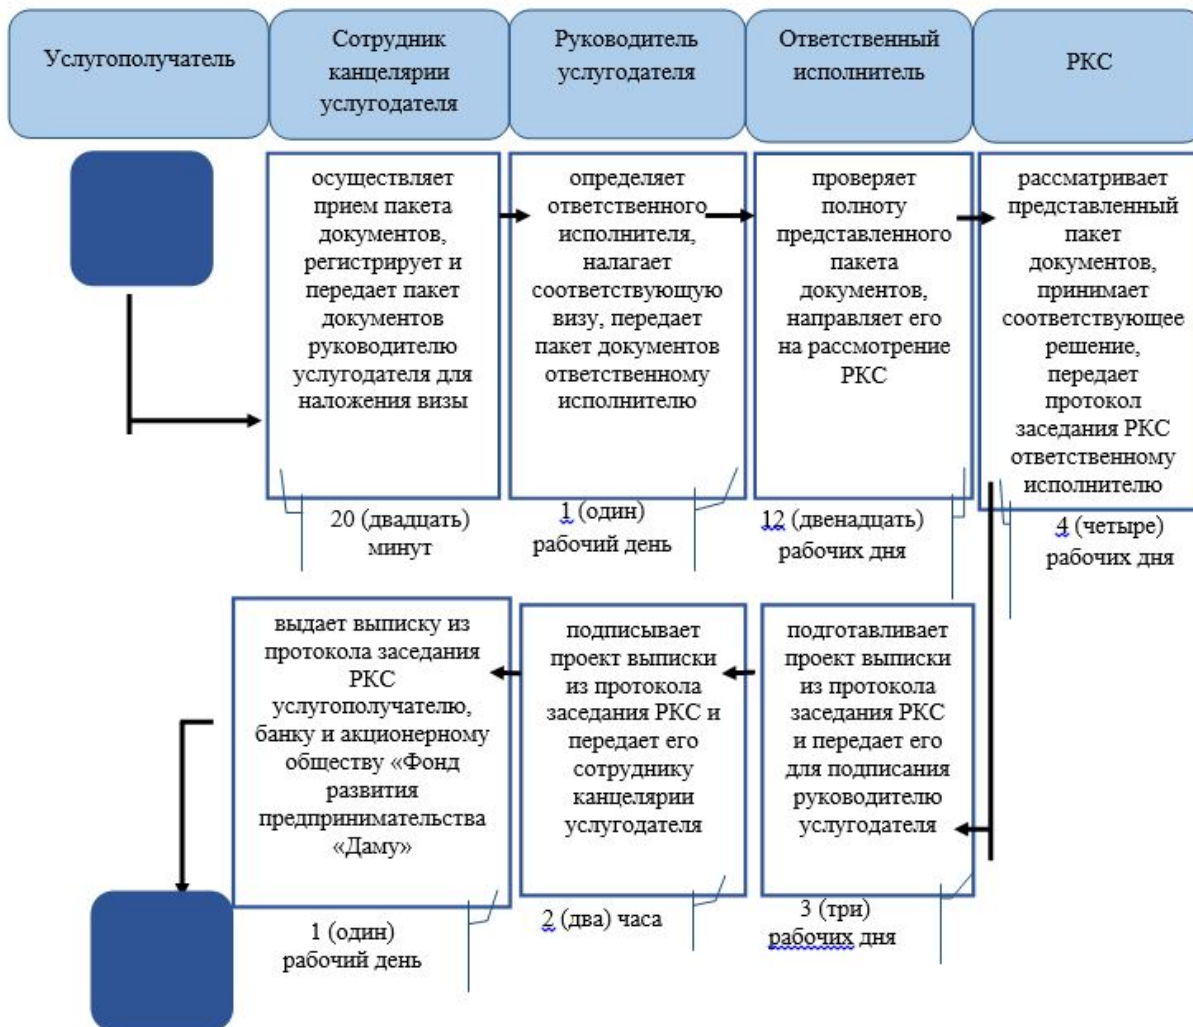 Услугополучатель
Сотрудник
канцелярии
услугодателя
Руководитель
услугодателя
Ответственный
исполнитель
РКС
осуществляет
прием пакета
документов,
регистрирует и
передает пакет
документов
руководителю
услугодателя для
наложения визы
определяет
ответственного
исполнителя,
налагает
соответствующую
визу, передает
пакет документов
ответственному
исполнителю
проверяет
полноту
представленного
пакета
документов,
направляет его
на рассмотрение
РКС
рассматривает
представленный
пакет
документов,
принимает
соответствующее
решение,
передает
протокол
заседания РКС
ответственному
исполнителю
20 (двадцать)
минут
1 (один)
рабочий день
12 (двенадцать)
рабочих дня
4 (четыре)
рабочих дня
выдает выписку из
протокола заседания
РКС
услугополучателю,
банку и акционерному
обществу «Фонд
развития
предпринимательства
«Даму»
подписывает
проект выписки
из протокола
заседания РКС и
передает его
сотруднику
канцелярии
услугодателя
подготавливает
проект выписки
из протокола
заседания РКС
и передает его
для подписания
руководителю
услугодателя
1 (один)
рабочий день
2 (два) часа
3 (три)
рабочих дня